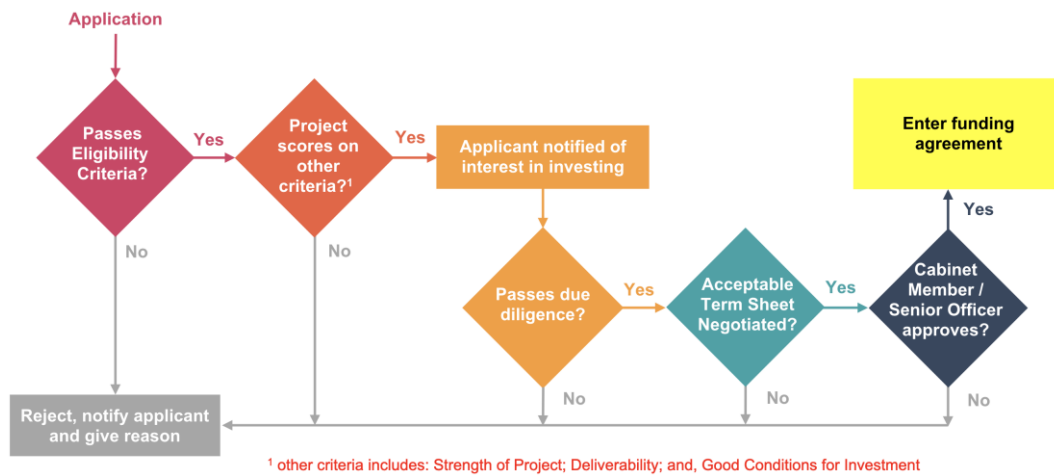 Application
Passes
Eligibility
Criteria?
Yes
Project
scores on
other
criteria?¹
Yes
Applicant notified of
interest in investing
Enter funding
agreement
Yes
No
No
Passes due
diligence?
Yes
Acceptable
Term Sheet
Negotiated?
Yes
Cabinet
Member /
Senior Officer
approves?
No
No
No
Reject, notify applicant
and give reason
¹ other criteria includes: Strength of Project; Deliverability; and, Good Conditions for Investment